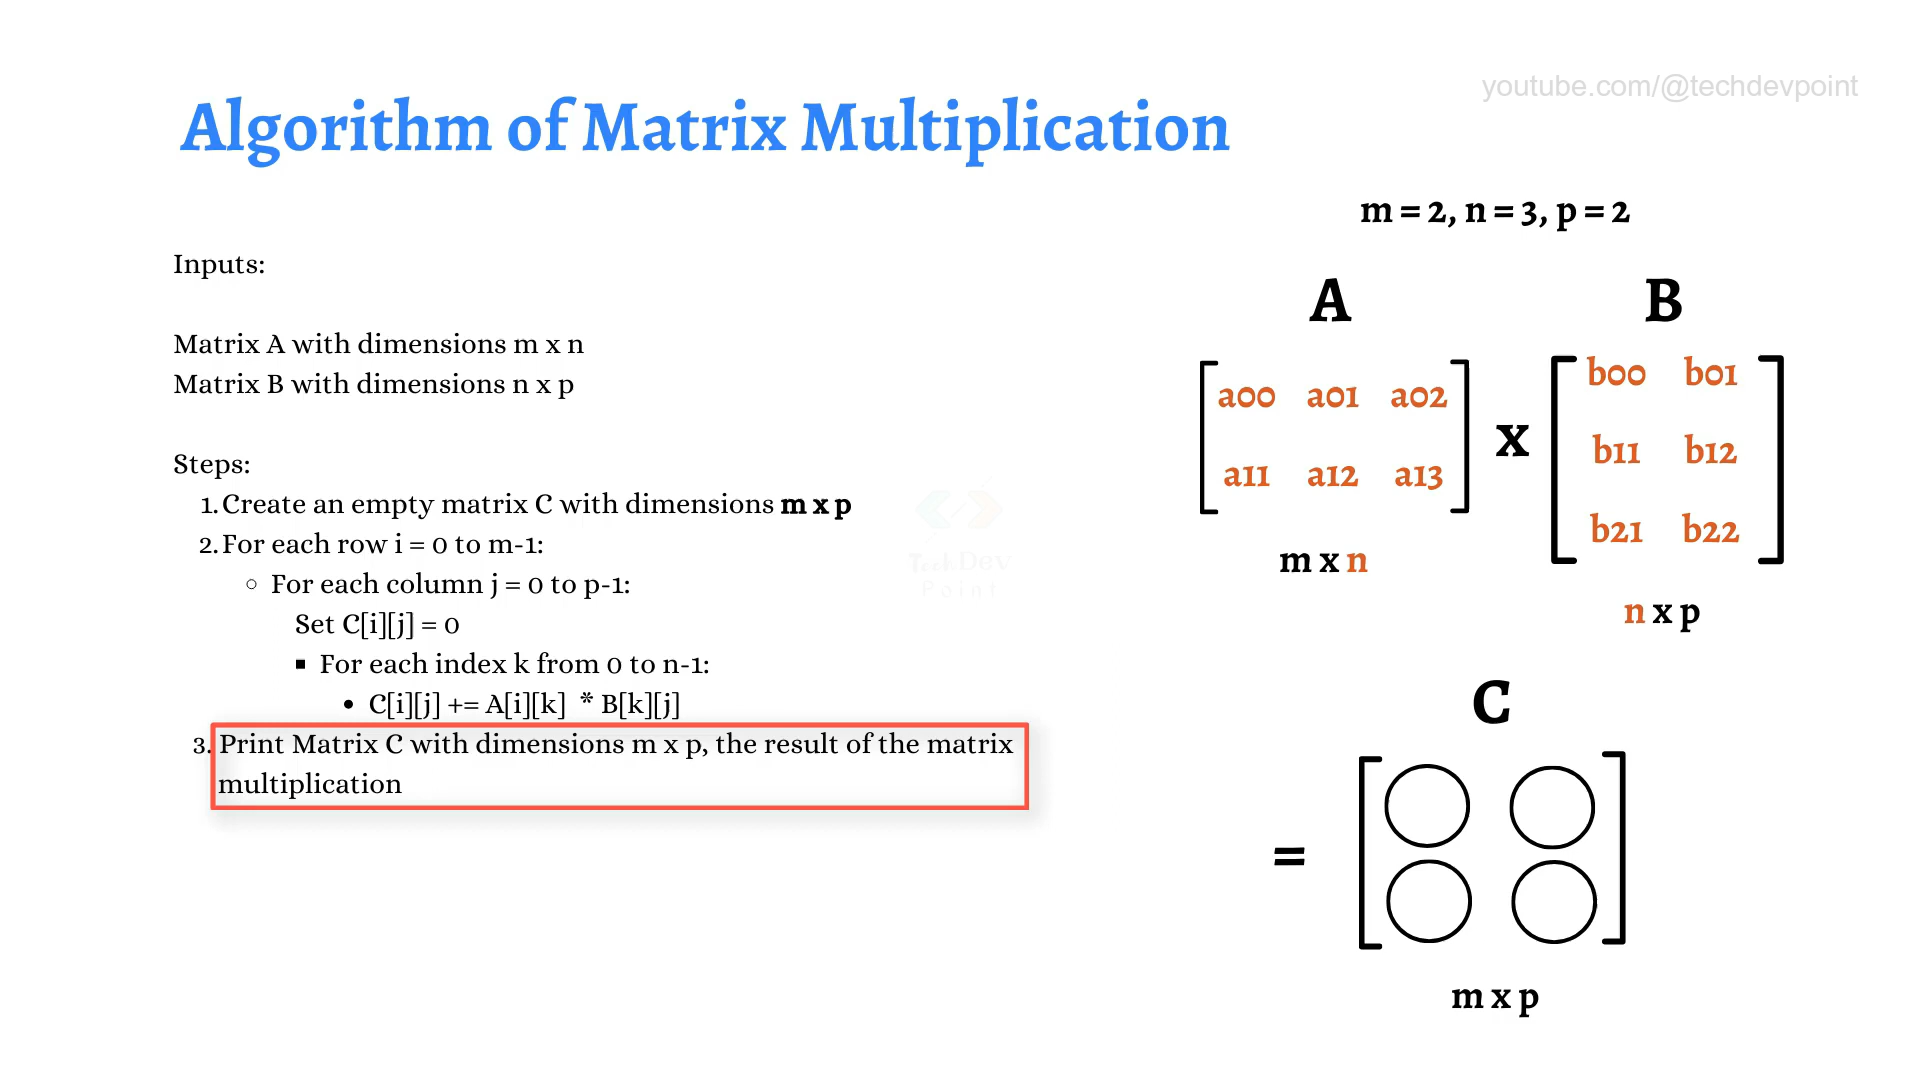 youtube.com/@techdevpoint
Algorithm of Matrix Multiplication
Inputs:
Matrix A with dimensions m x n
Matrix B with dimensions n x p
Steps:
1. Create an empty matrix C with dimensions m x p
2. For each row i = 0 to m-1:
For each column j = 0 to p-1:
Set C[i][j] = 0
For each index k from 0 to n-1:
C[i][j] += A[i][k] * B[k][j]
3. Print Matrix C with dimensions m x p, the result of the matrix
multiplication
TechDev
Point
m = 2, n = 3, p = 2
A
a00 a01 a02
a11 a12 a13
m x n
x
B
b00 b01
b11 b12
b21 b22
n x p
C
=
m x p